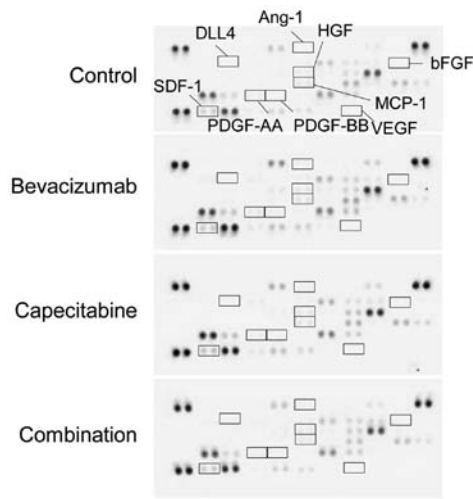 Ang-1
DLL4
HGF
bFGF
Control
SDF-1
MCP-1
PDGF-AA
PDGF-BB
VEGF
Bevacizumab
Capecitabine
Combination